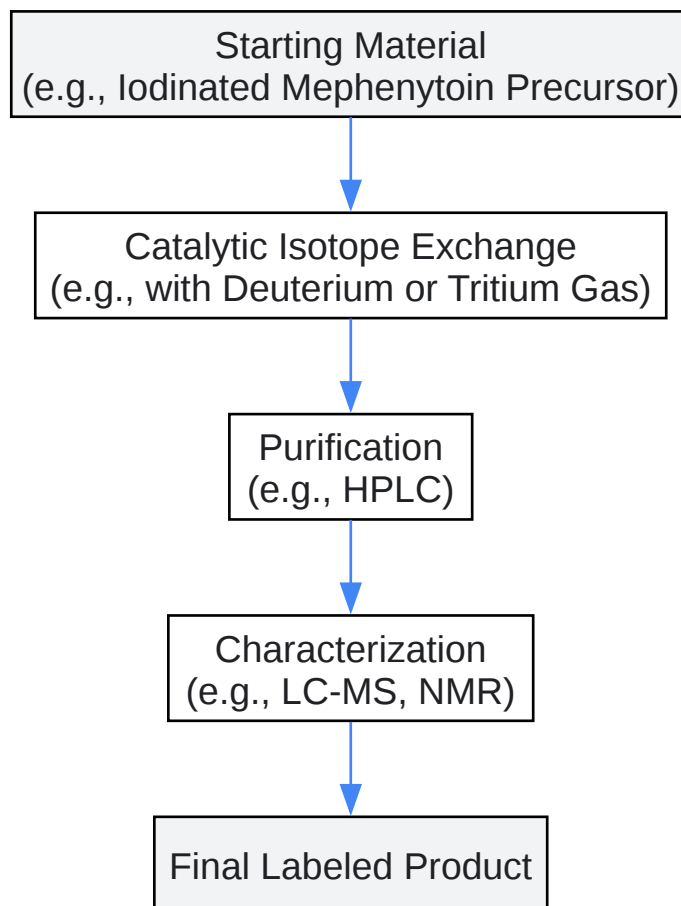 Starting Material
(e.g., Iodinated Mephenytoin Precursor)
Catalytic Isotope Exchange
(e.g., with Deuterium or Tritium Gas)
Purification
(e.g., HPLC)
Characterization
(e.g., LC-MS, NMR)
Final Labeled Product